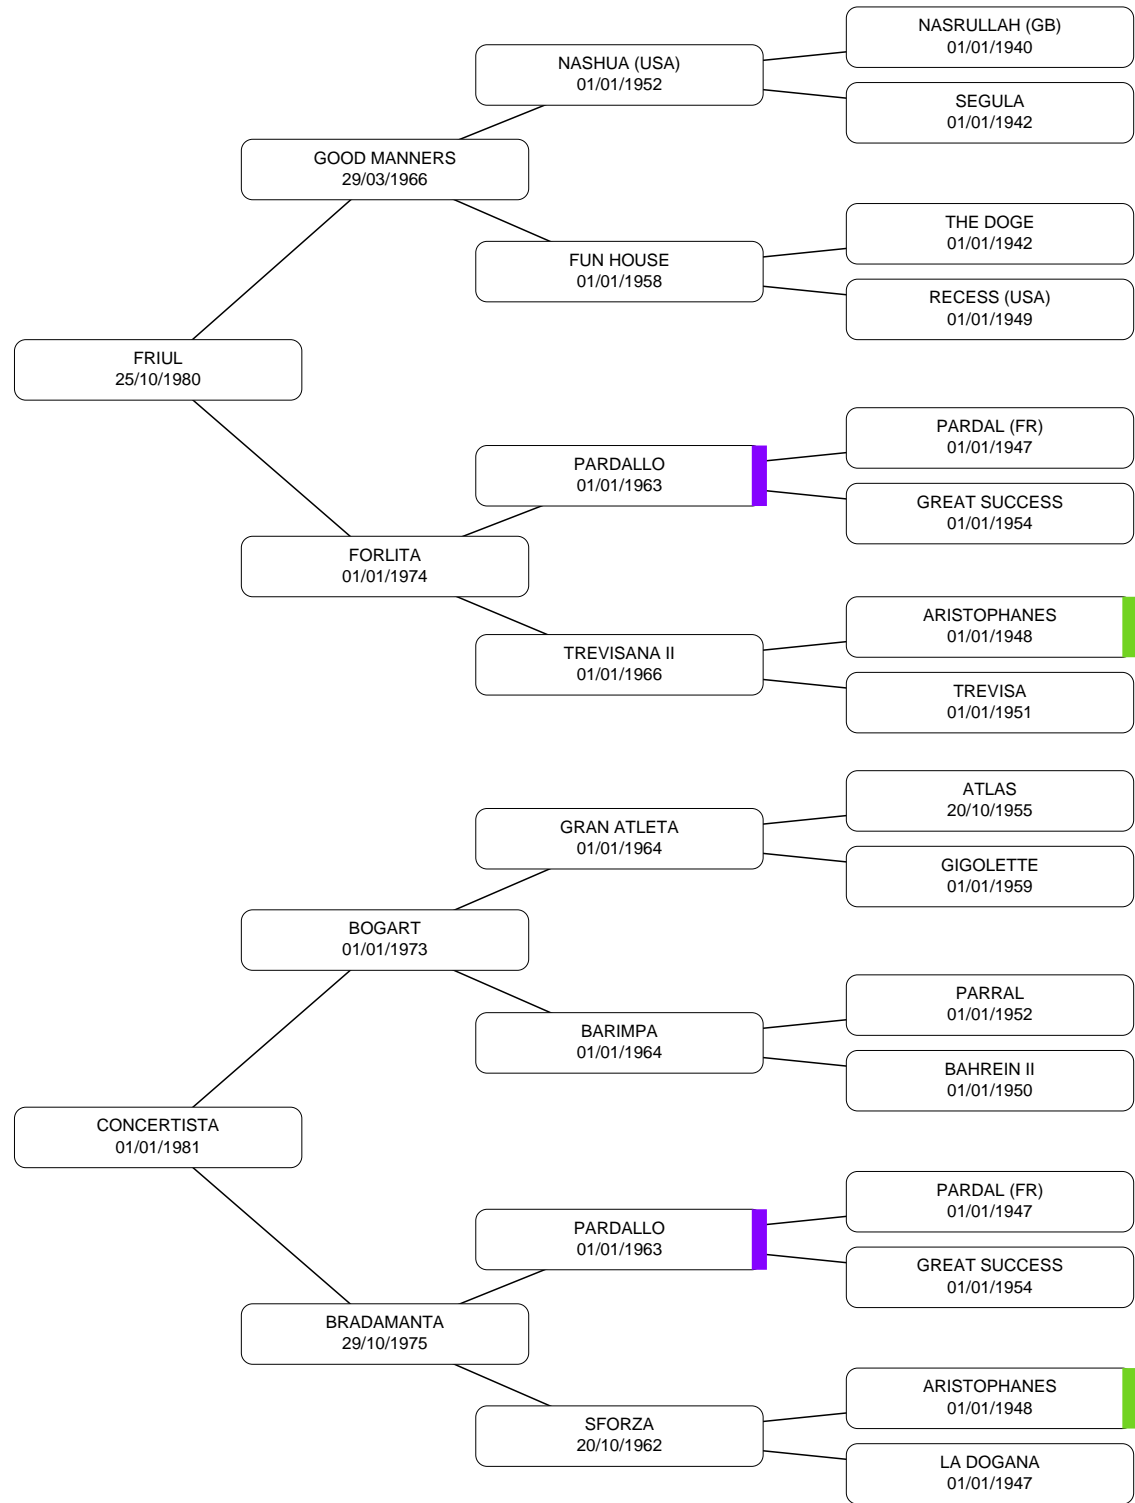 NASRULLAH (GB)
01/01/1940
NASHUA (USA)
01/01/1952
SEGULA
01/01/1942
GOOD MANNERS
29/03/1966
THE DOGE
01/01/1942
FUN HOUSE
01/01/1958
RECESS (USA)
01/01/1949
FRIUL
25/10/1980
PARDAL (FR)
01/01/1947
PARDALLO
01/01/1963
GREAT SUCCESS
01/01/1954
FORLITA
01/01/1974
ARISTOPHANES
01/01/1948
TREVISANA II
01/01/1966
TREVISA
01/01/1951
ATLAS
20/10/1955
GRAN ATLETA
01/01/1964
GIGOLETTE
01/01/1959
BOGART
01/01/1973
PARRAL
01/01/1952
BARIMPA
01/01/1964
BAHREIN II
01/01/1950
CONCERTISTA
01/01/1981
PARDAL (FR)
01/01/1947
PARDALLO
01/01/1963
GREAT SUCCESS
01/01/1954
BRADAMANTA
29/10/1975
ARISTOPHANES
01/01/1948
SFORZA
20/10/1962
LA DOGANA
01/01/1947